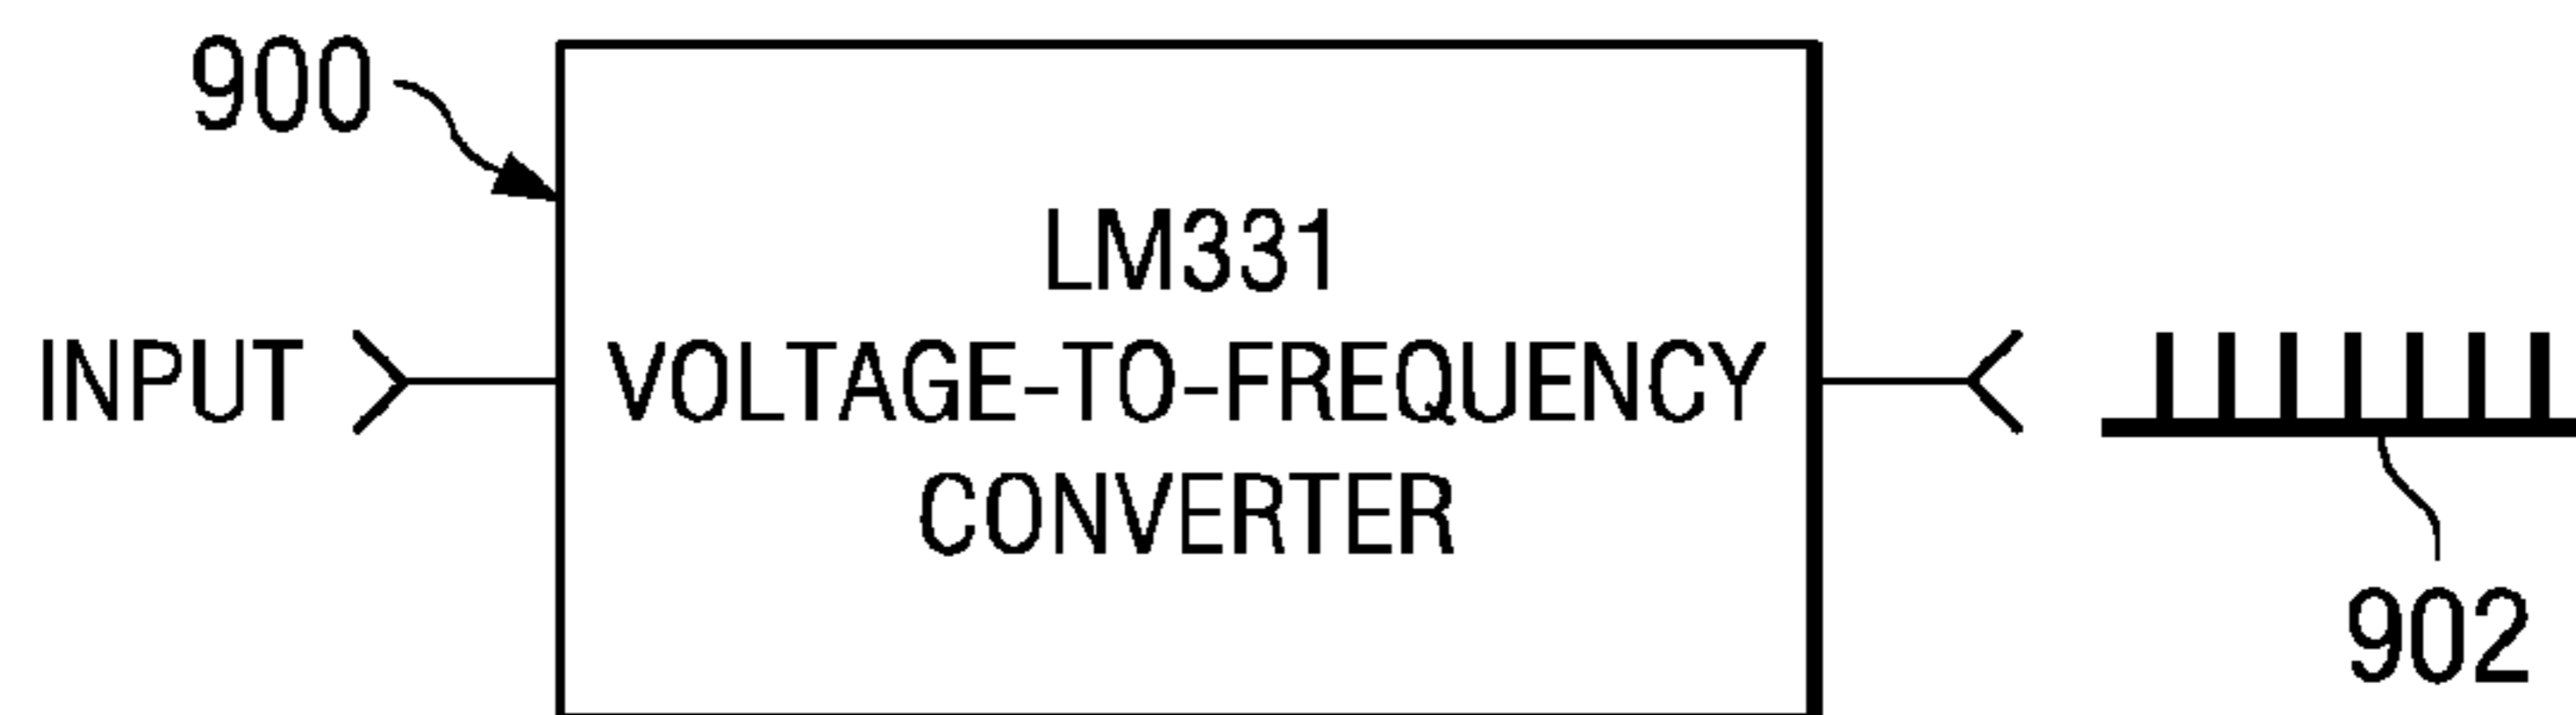 900
LM331
INPUT
VOLTAGE-TO-FREQUENCY
CONVERTER
902